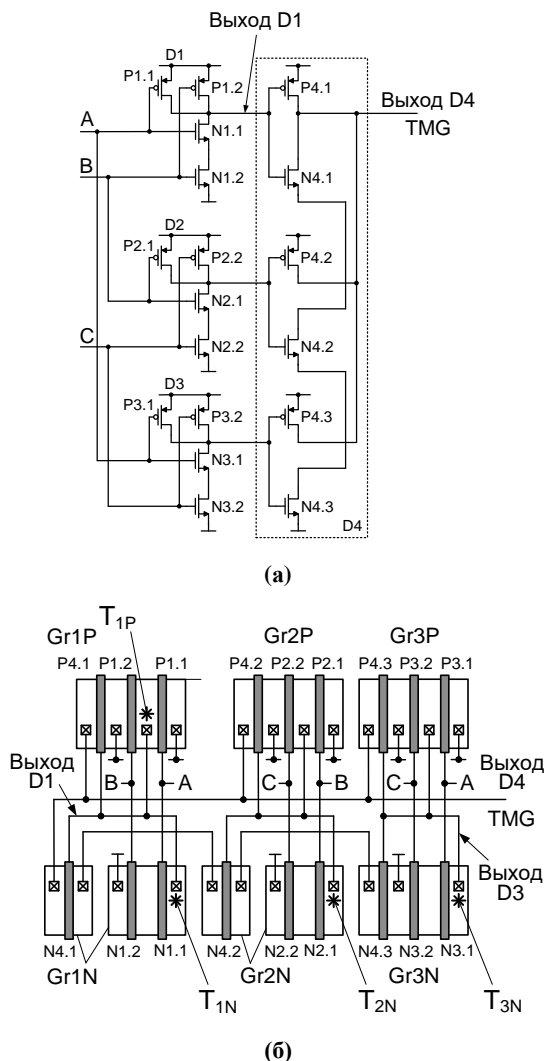 Выход D1
D1
P1.1
P1.2
P4.1
Выход D4
TMG
A
N1.1
B
N1.2
N4.1
D2
P2.1
P2.2
P4.2
N2.1
C
N2.2
N4.2
D3
P3.1
P3.2
P4.3
N3.1
N3.2
N4.3
D4
(а)
T1P
Gr1P
Gr2P
Gr3P
P4.1 P1.2 P1.1
P4.2 P2.2 P2.1
P4.3 P3.2 P3.1
Выход
D1
B
A
C
B
C
A
Выход
D4
TMG
Выход
D3
N4.1
N1.2 N1.1
N4.2
N2.2 N2.1
N4.3 N3.2 N3.1
Gr1N
Gr2N
Gr3N
T1N
T2N
T3N
(б)